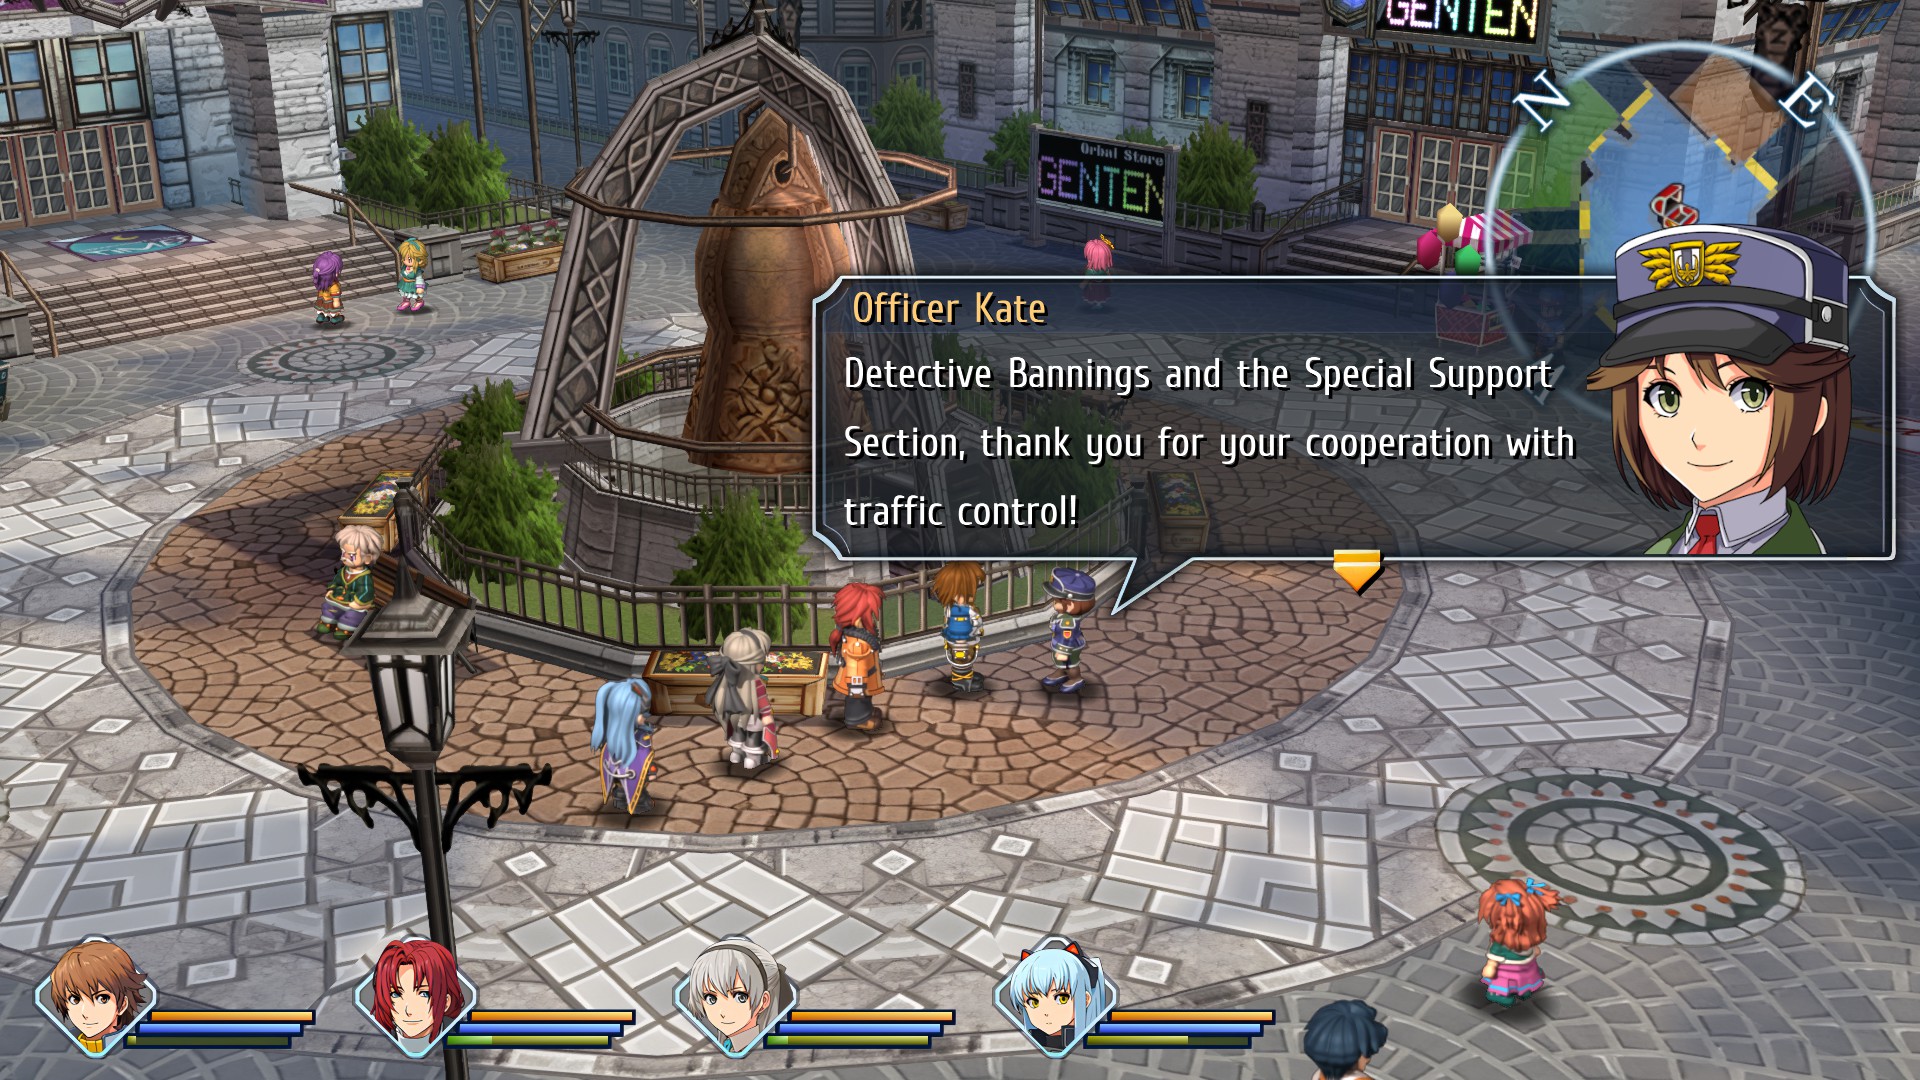 GENTEN
N
E
Orbal Store
GENTEN
Officer Kate
Detective Bannings and the Special Support
Section, thank you for your cooperation with
traffic control!